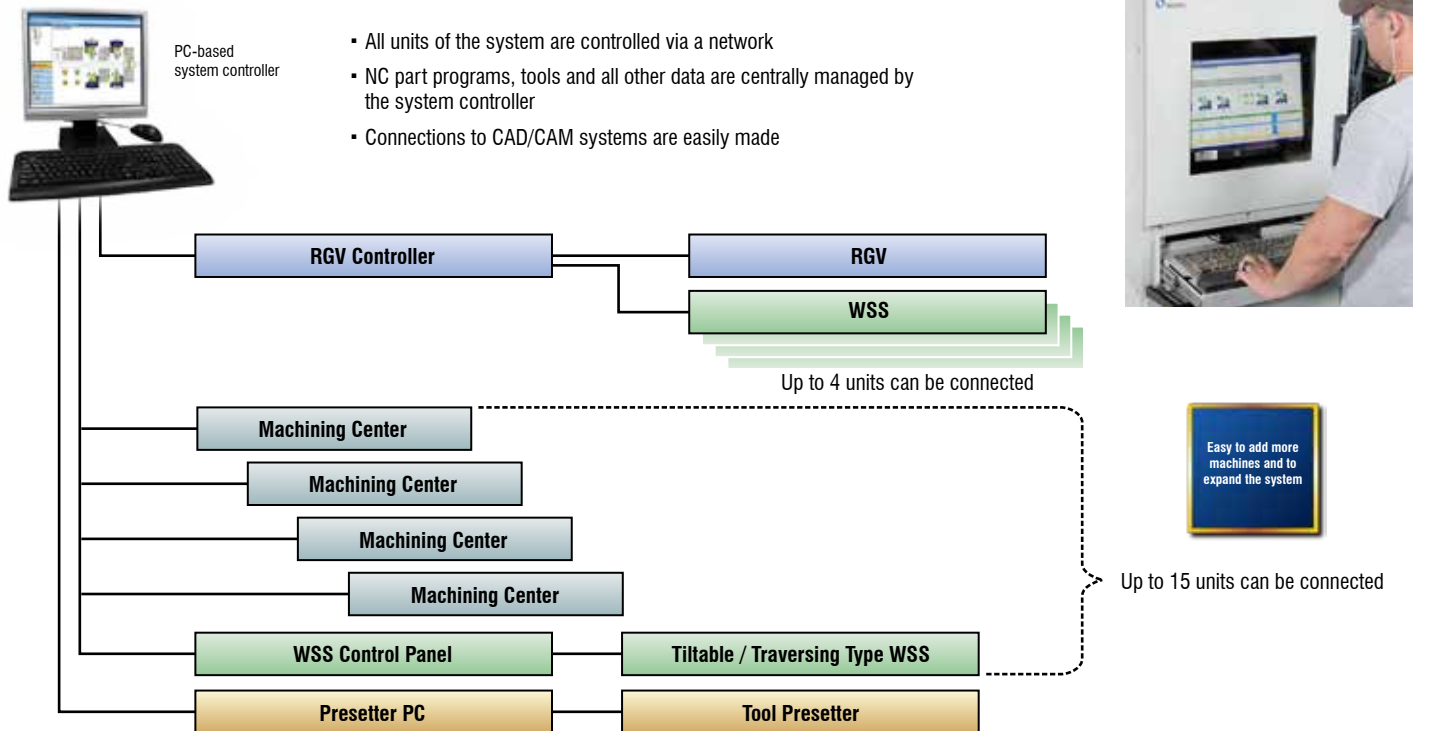 PC-based
system controller
▪ All units of the system are controlled via a network
▪ NC part programs, tools and all other data are centrally managed by
the system controller
▪ Connections to CAD/CAM systems are easily made
RGV Controller
RGV
WSS
Up to 4 units can be connected
Machining Center
Machining Center
Machining Center
Machining Center
Easy to add more
machines and to
expand the system
Up to 15 units can be connected
WSS Control Panel
Tiltable / Traversing Type WSS
Presetter PC
Tool Presetter